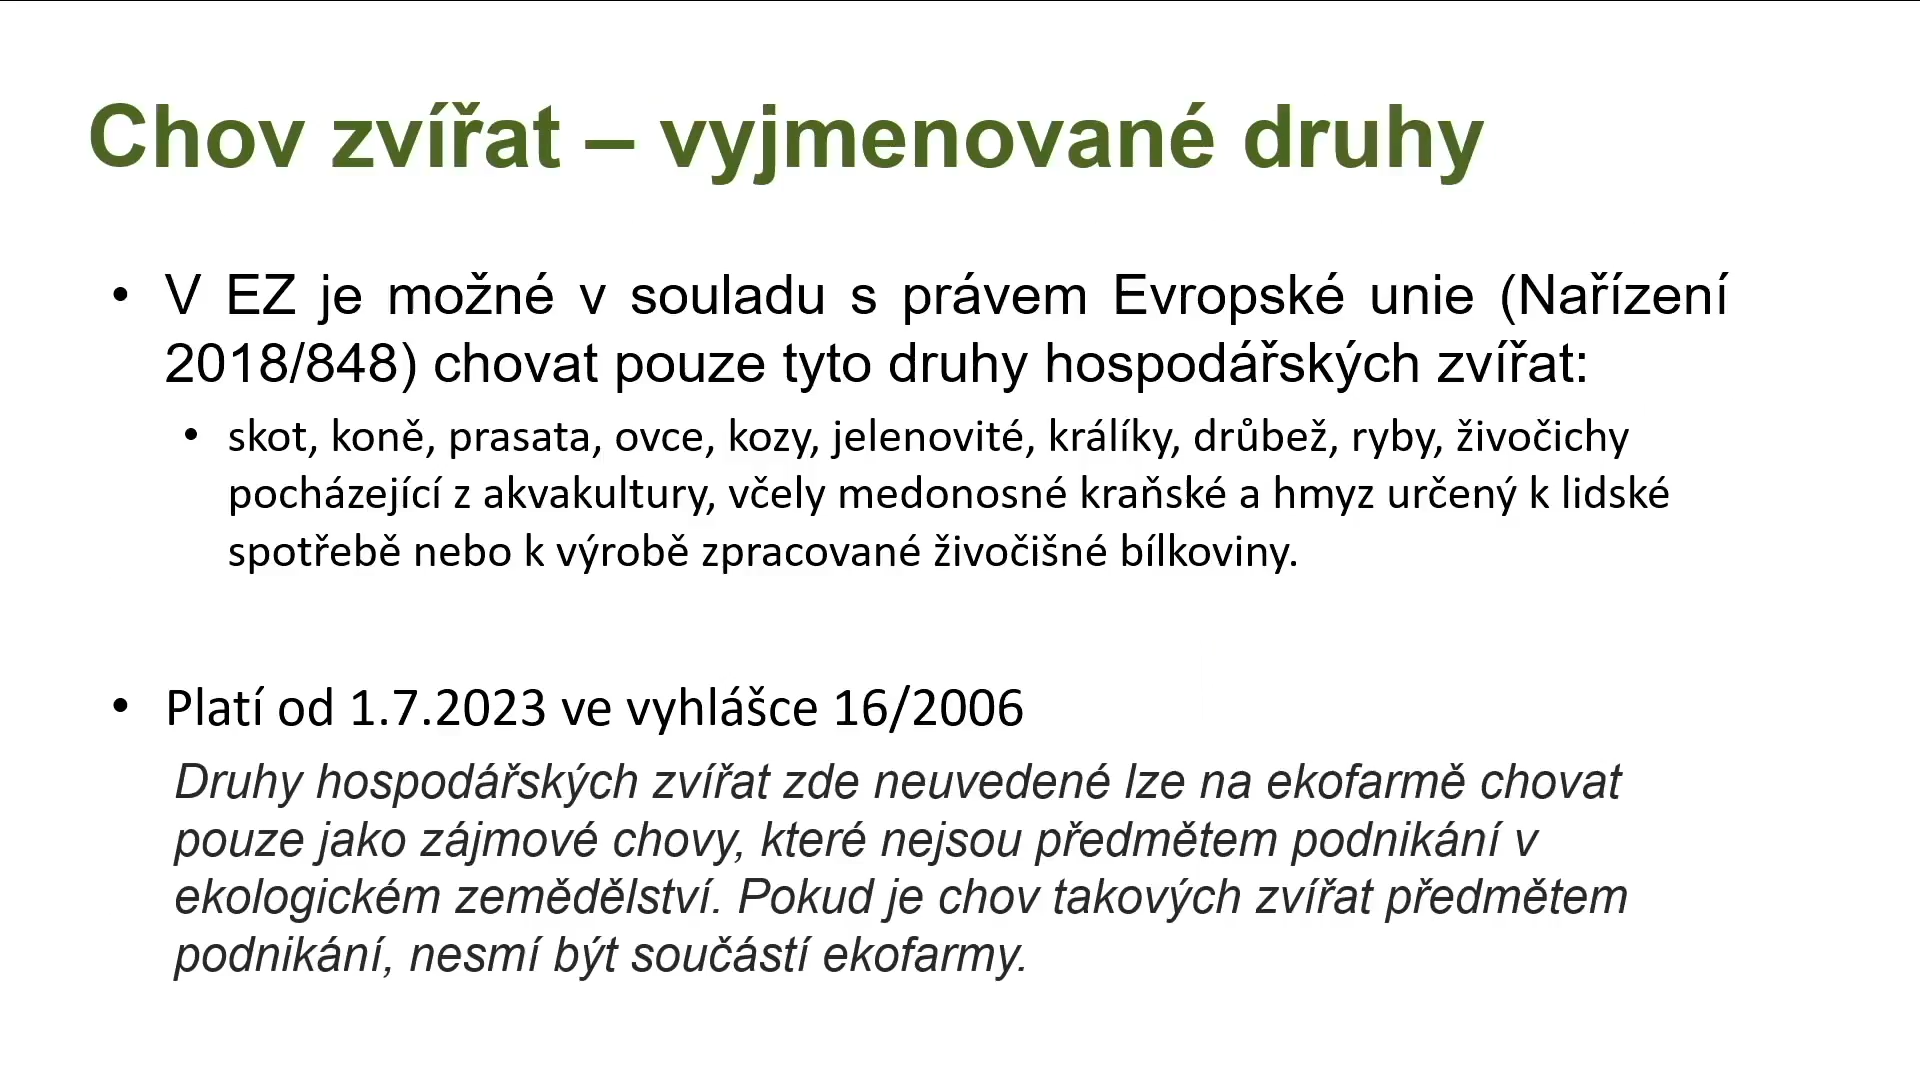 Chov zvířat – vyjmenované druhy
• V EZ je možné v souladu s právem Evropské unie (Nařízení
2018/848) chovat pouze tyto druhy hospodářských zvířat:
• skot, koně, prasata, ovce, kozy, jelenovité, králíky, drůbež, ryby, živočichy
pocházející z akvakultury, včely medonosné kraňské a hmyz určený k lidské
spotřebě nebo k výrobě zpracované živočišné bílkoviny.
• Platí od 1.7.2023 ve vyhlášce 16/2006
Druhy hospodářských zvířat zde neuvedené lze na ekofarmě chovat
pouze jako zájmové chovy, které nejsou předmětem podnikání v
ekologickém zemědělství. Pokud je chov takových zvířat předmětem
podnikání, nesmí být součástí ekofarmy.